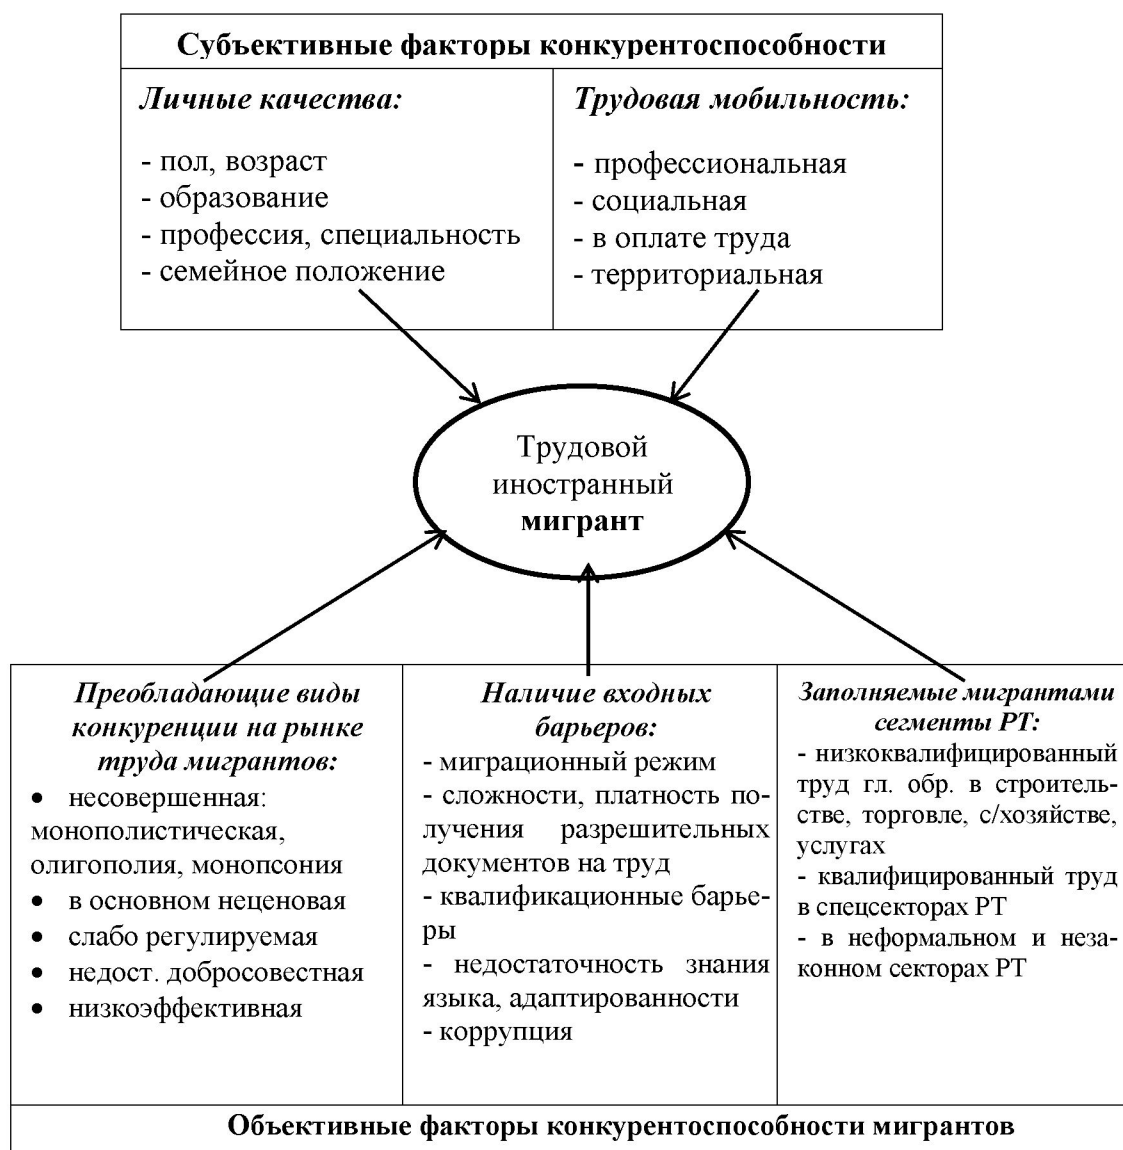 Субъективные факторы конкурентоспособности
Личные качества:
- пол, возраст
- образование
- профессия, специальность
- семейное положение
Трудовая мобильность:
- профессиональная
- социальная
- в оплате труда
- территориальная
Трудовой
иностранный
мигрант
Преобладающие виды
конкуренции на рынке
труда мигрантов:
• несовершенная:
монополистическая,
олигополия, монопсония
• в основном неценовая
• слабо регулируемая
• недост. добросовестная
• низкоэффективная
Наличие входных
барьеров:
- миграционный режим
- сложности, платность по-
лучения разрешительных
документов на труд
- квалификационные барье-
ры
- недостаточность знания
языка, адаптированности
- коррупция
Заполняемые мигрантами
сегменты РТ:
- низкоквалифицированный
труд гл. обр. в строитель-
стве, торговле, с/хозяйстве,
услугах
- квалифицированный труд
в спецсекторах РТ
- в неформальном и неза-
конном секторах РТ
Объективные факторы конкурентоспособности мигрантов